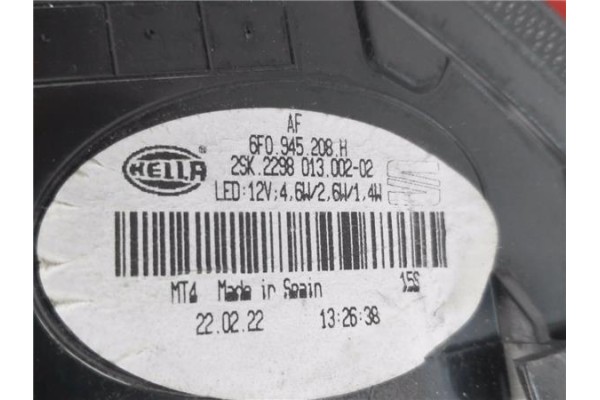 AF
6F0.945.208.H
HELLA ®
2SK.2298 013.002-02
LED:12V;4,6W/2,6W/1,4W
MT4 Made in Spain 15S
22.02.22 13:26:38